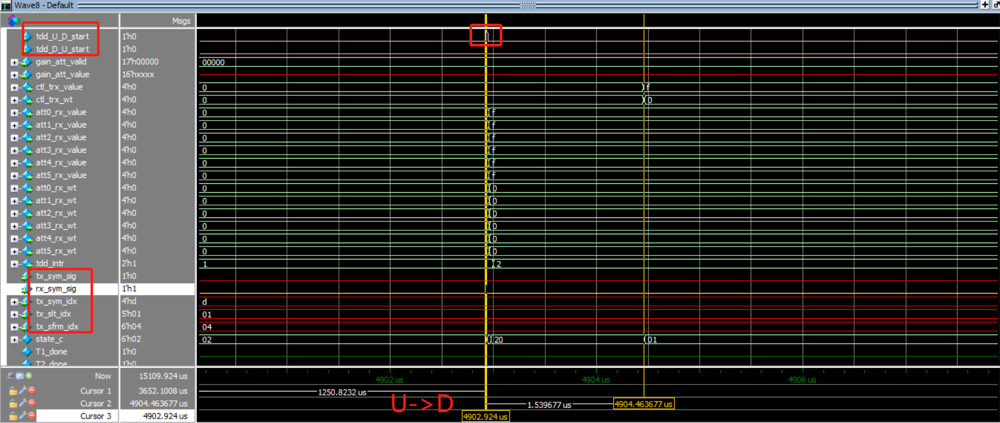 Wave8 - Default
Msgs
tdd_U_D_start 1'h0
tdd_D_U_start 1'h0
gain_att_valid 17'h00000 00000
gain_att_value 16'hxxxx
ctl_trx_value 4'h0 0 f
ctl_trx_wt 4'h0 0 0
att0_rx_value 4'h0 0 f
att1_rx_value 4'h0 0 f
att2_rx_value 4'h0 0 f
att3_rx_value 4'h0 0 f
att4_rx_value 4'h0 0 f
att5_rx_value 4'h0 0 f
att0_rx_wt 4'h0 0 0
att1_rx_wt 4'h0 0 0
att2_rx_wt 4'h0 0 0
att3_rx_wt 4'h0 0 0
att4_rx_wt 4'h0 0 0
att5_rx_wt 4'h0 0 0
tdd_intr 2'h1 1 2
tx_sym_sig 1'h0
rx_sym_sig 1'h1
tx_sym_idx 4'hd d
tx_slt_idx 5'h01 01
tx_sfrm_idx 6'h04 04
state_c 6'h02 02 20 01
T1_done 1'h0
T2_done 1'h0
Now 15109.924 us 4902 us 4904 us 4906 us
Cursor 1 3652.1008 us 1250.8232 us
Cursor 2 4904.463677 us U->D 1.539677 us 4904.463677 us
Cursor 3 4902.924 us 4902.924 us